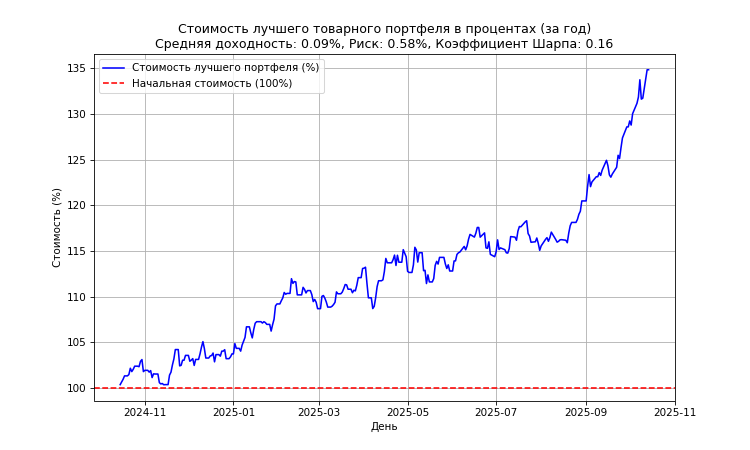 Стоимость лучшего товарного портфеля в процентах (за год)
Средняя доходность: 0.09%, Риск: 0.58%, Коэффициент Шарпа: 0.16
Стоимость лучшего портфеля (%)
Начальная стоимость (100%)
Стоимость (%)
135
130
125
120
115
110
105
100
2024-11
2025-01
2025-03
2025-05
2025-07
2025-09
2025-11
День